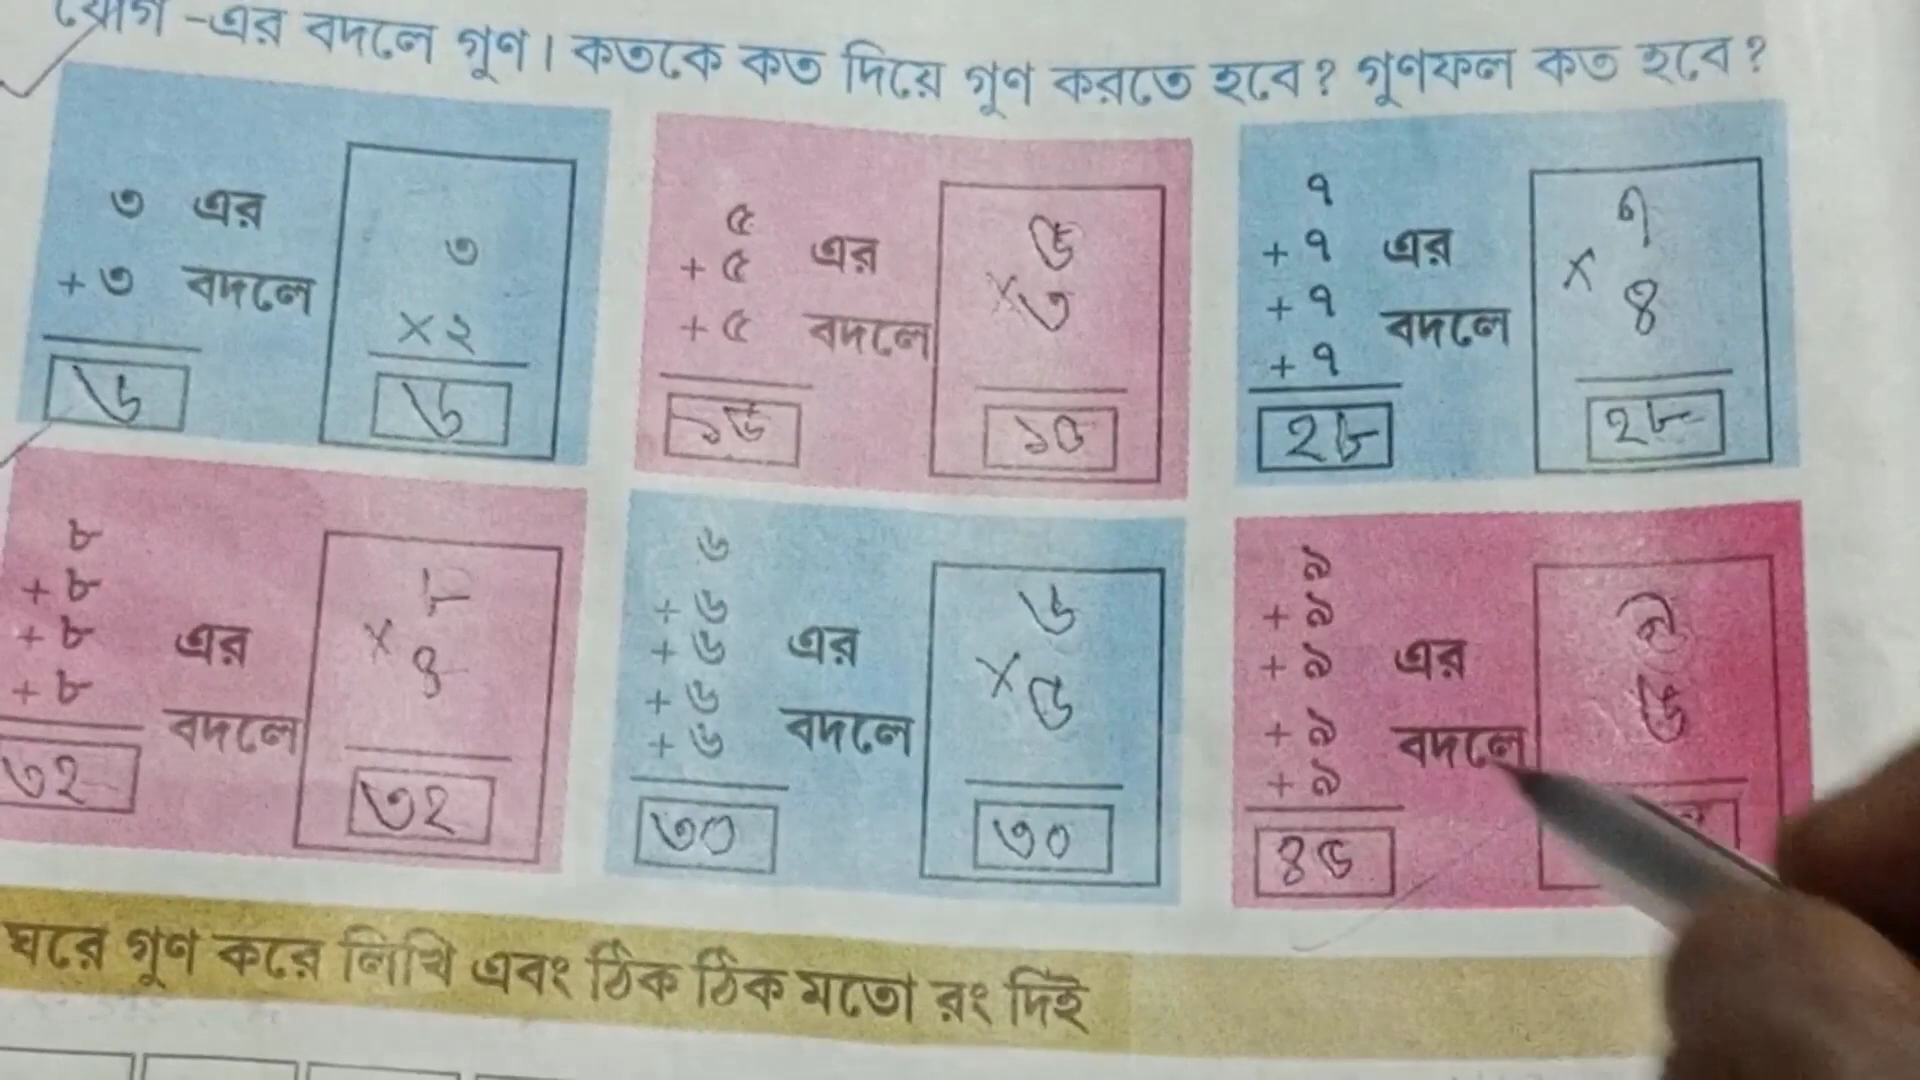 যোগ -এর বদলে গুণ। কতকে কত দিয়ে গুণ করতে হবে? গুণফল কত হবে?
৩ এর
+ ৩ বদলে
৬
৩
×২
৬
৫
+ ৫ এর
+ ৫ বদলে
১৫
৫
×৩
১৫
৭
+ ৭ এর
+ ৭ বদলে
+ ৭
২৮
৭
× ৪
২৮
৮
+ ৮
+ ৮ এর
+ ৮ বদলে
৩২
৮
× ৪
৩২
৬
+ ৬
+ ৬ এর
+ ৬ বদলে
+ ৬
৩০
৬
×৫
৩০
৯
+ ৯
+ ৯ এর
+ ৯ বদলে
+ ৯
৪৫
৯
৫
ঘরে গুণ করে লিখি এবং ঠিক ঠিক মতো রং দিই